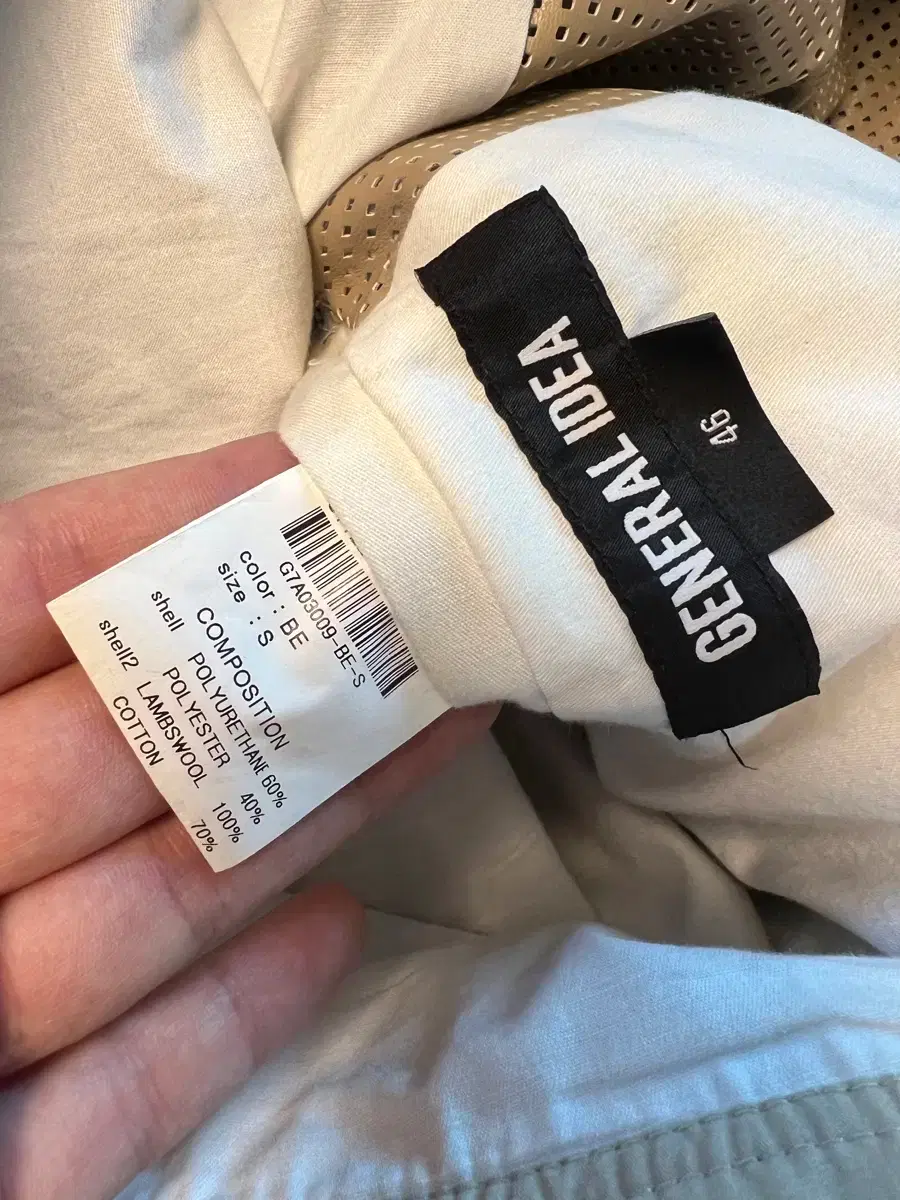 GENERAL IDEA
46
G7A03009-BE-S
color : BE
size : S
COMPOSITION
shell POLYURETHANE 60%
POLYESTER 40%
shell2 LAMBSWOOL 100%
COTTON 70%